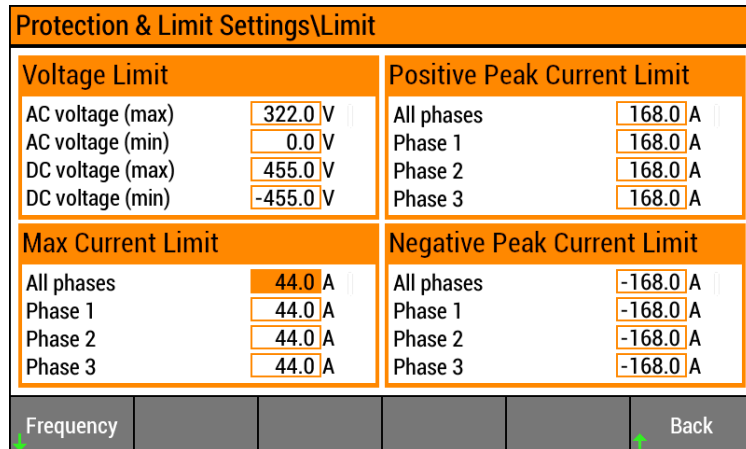 Protection & Limit Settings\Limit
Voltage Limit
AC voltage (max) 322.0 V
AC voltage (min) 0.0 V
DC voltage (max) 455.0 V
DC voltage (min) -455.0 V
Positive Peak Current Limit
All phases 168.0 A
Phase 1 168.0 A
Phase 2 168.0 A
Phase 3 168.0 A
Max Current Limit
All phases 44.0 A
Phase 1 44.0 A
Phase 2 44.0 A
Phase 3 44.0 A
Negative Peak Current Limit
All phases -168.0 A
Phase 1 -168.0 A
Phase 2 -168.0 A
Phase 3 -168.0 A
Frequency Back